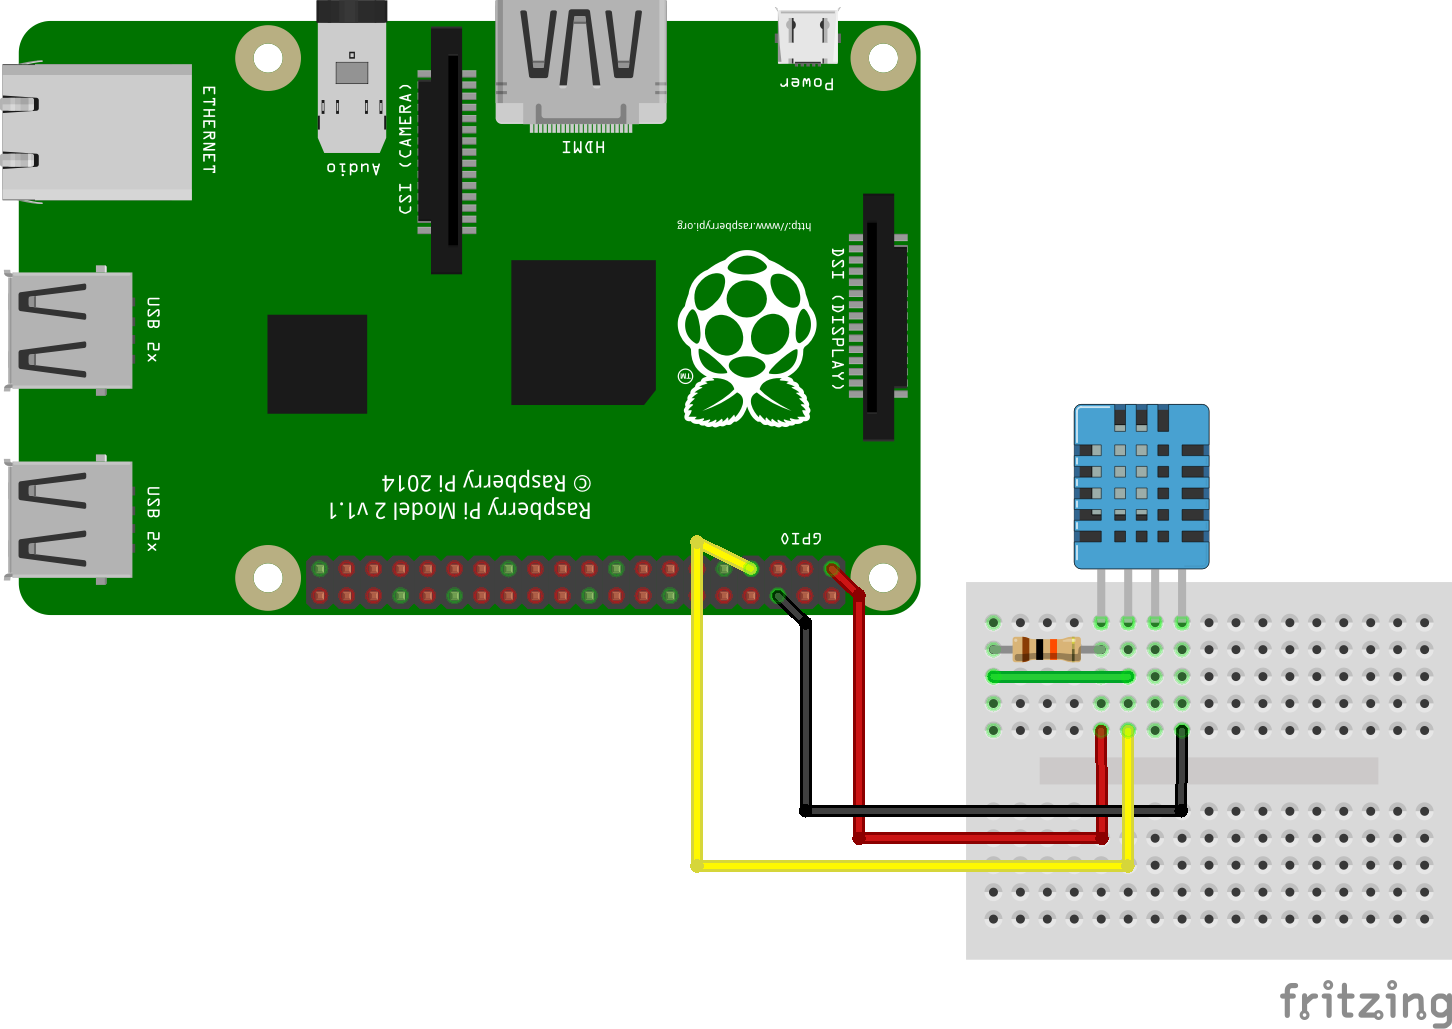 Power
ETHERNET
HDMI
Audio
CSI (CAMERA)
http://www.raspberrypi.org
DSI (DISPLAY)
USB 2x
TM
Raspberry Pi Model 2 v1.1
© Raspberry Pi 2014
USB 2x
GPIO
fritzing